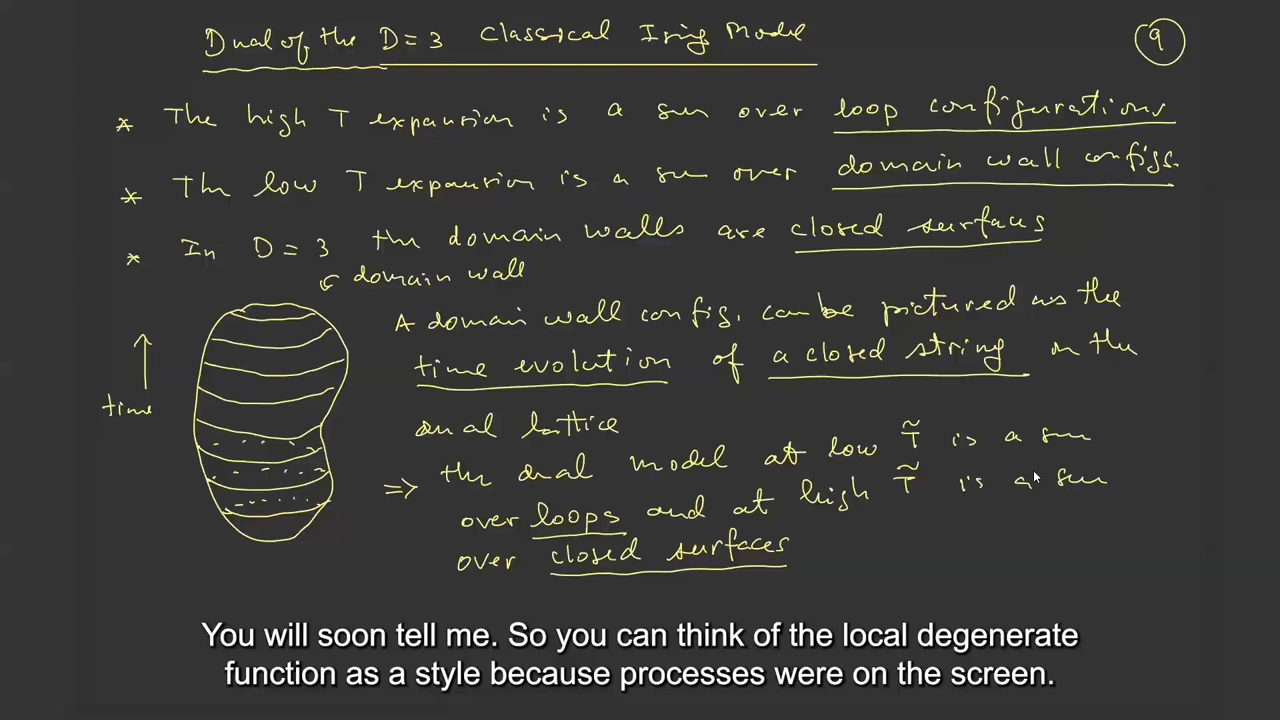 Dual of the D=3 Classical Ising Model
9
* The high T expansion is a sum over loop configurations
* The low T expansion is a sum over domain wall configs.
* In D=3 the domain walls are closed surfaces
domain wall
A domain wall config. can be pictured as the
time evolution of a closed string on the
time
dual lattice
=> the dual model at low T̃ is a sum
over loops and at high T̃ is a sum
over closed surfaces
You will soon tell me. So you can think of the local degenerate
function as a style because processes were on the screen.